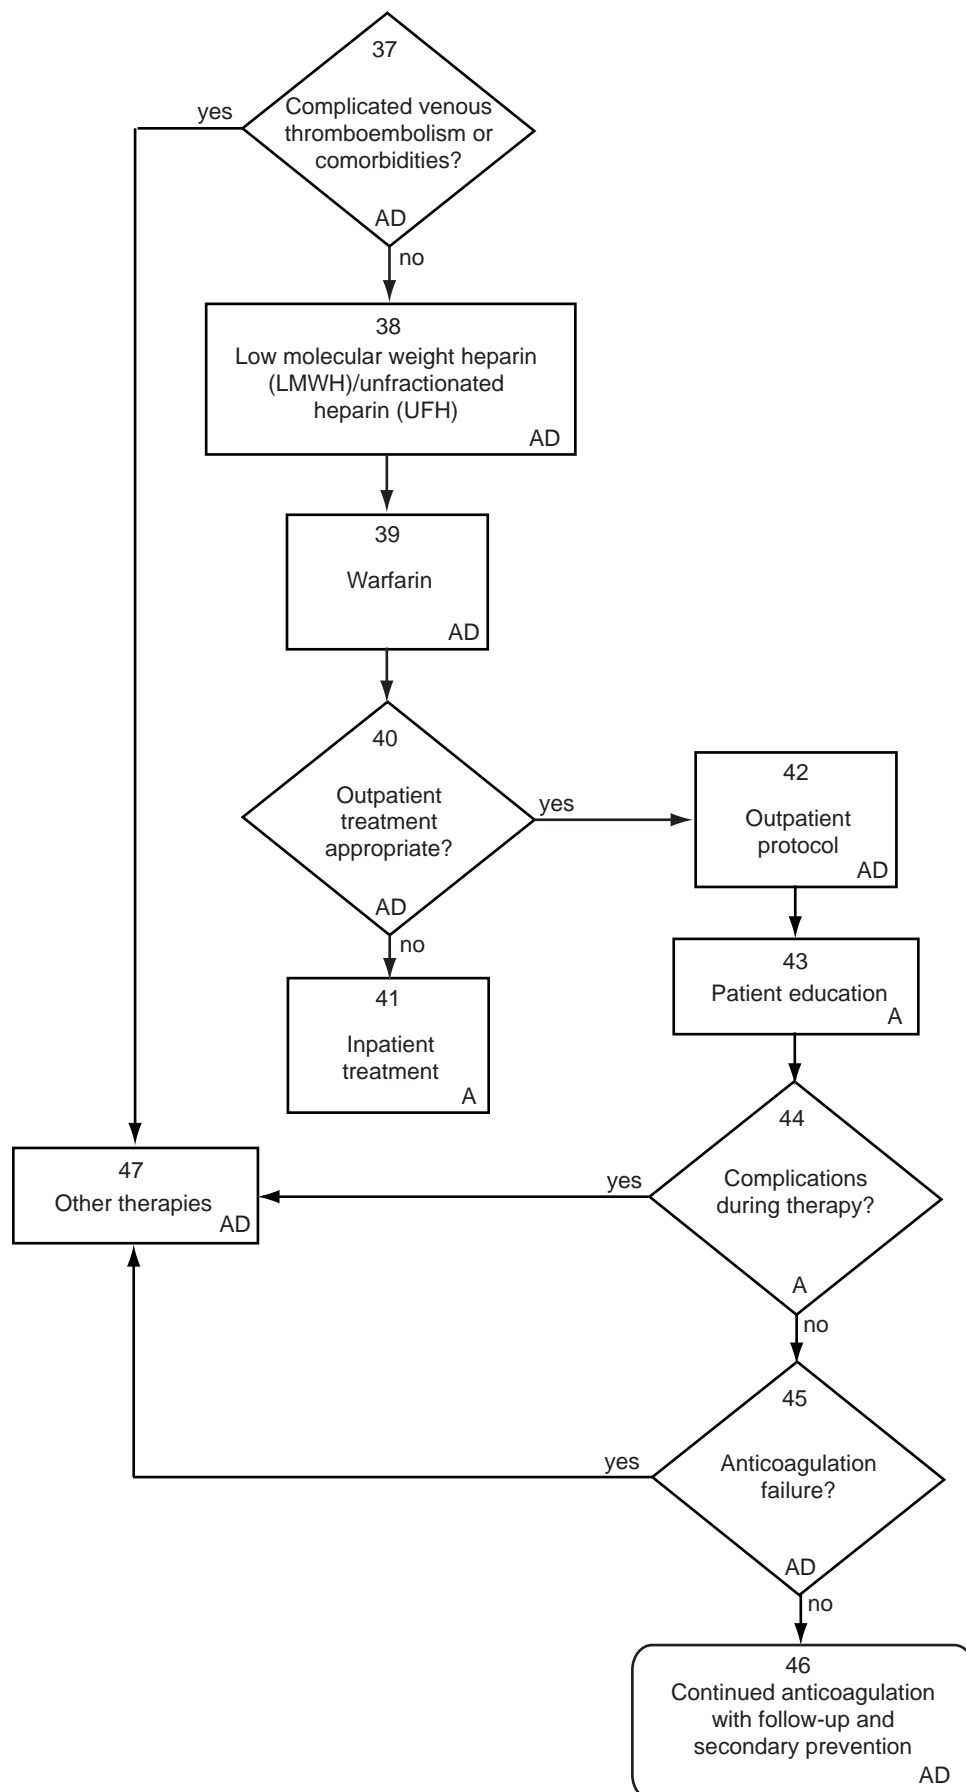 37
Complicated venous
thromboembolism or
comorbidities?
AD
yes
no
38
Low molecular weight heparin
(LMWH)/unfractionated
heparin (UFH)
AD
39
Warfarin
AD
40
Outpatient
treatment
appropriate?
AD
yes
no
41
Inpatient
treatment
A
42
Outpatient
protocol
AD
43
Patient education
A
44
Complications
during therapy?
A
yes
no
47
Other therapies
AD
45
Anticoagulation
failure?
AD
yes
no
46
Continued anticoagulation
with follow-up and
secondary prevention
AD